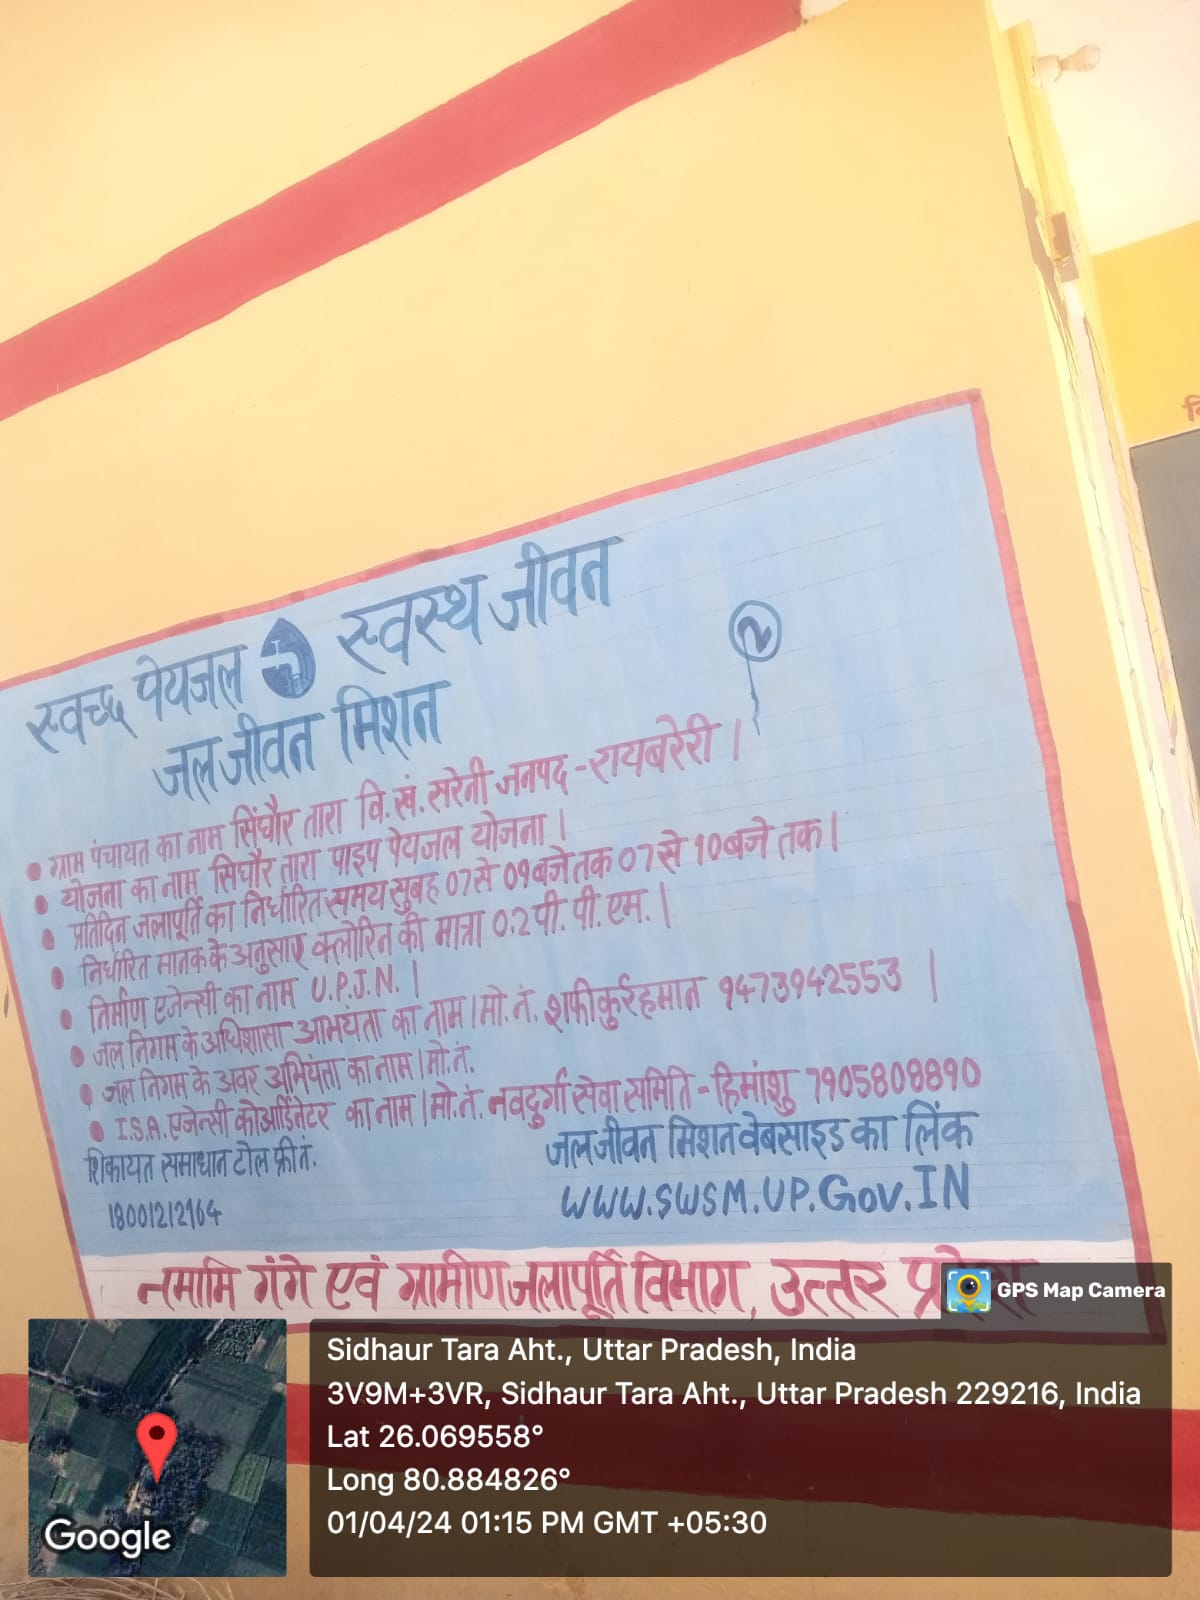 स्वच्छ पेयजल स्वस्थ जीवन
जल जीवन मिशन
2
• ग्राम पंचायत का नाम सिंघौर तारा वि.खं. सरेनी जनपद - रायबरेरी ।
• योजना का नाम सिंघौर तारा पाइप पेयजल योजना ।
• प्रतिदिन जलापूर्ति का निर्धारित समय सुबह 07 से 09 बजे तक 07 से 10 बजे तक ।
• निर्धारित मानक के अनुसार क्लोरिन की मात्रा 0.2 पी. पी. एम. ।
• निर्माण एजेन्सी का नाम U.P.J.N. ।
• जल निगम के अधिशासा अभियंता का नाम । मो. नं. शफीकुर्रहमान 9473942553 ।
• जल निगम के अवर अभियंता का नाम । मो. नं.
• I.S.A. एजेन्सी कोआर्डिनेटर का नाम । मो. नं. नवदुर्गा सेवा समिति - हिमांशु 7905808890
शिकायत समाधान टोल फ्री नं.
18001212164
जल जीवन मिशन वेबसाइड का लिंक
WWW.SWSM.UP.GOV.IN
नमामि गंगे एवं ग्रामीण जलापूर्ति विभाग, उत्तर
GPS Map Camera
Sidhaur Tara Aht., Uttar Pradesh, India
3V9M+3VR, Sidhaur Tara Aht., Uttar Pradesh 229216, India
Lat 26.069558°
Long 80.884826°
01/04/24 01:15 PM GMT +05:30
Google